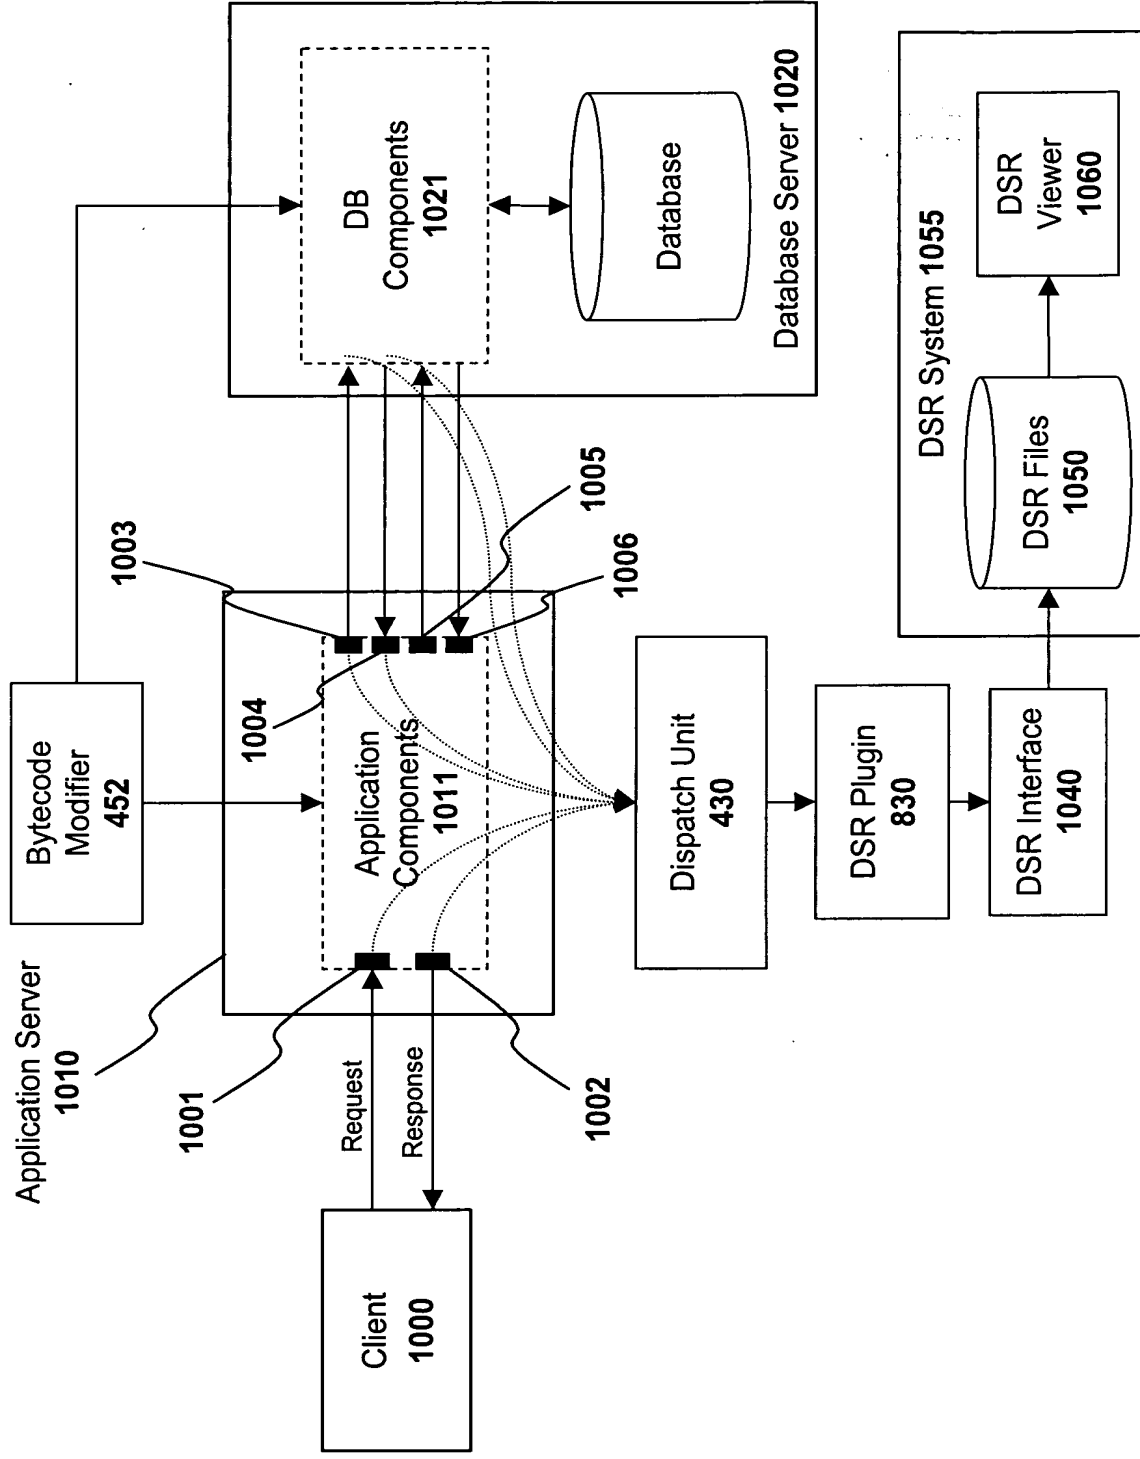 Application Server
1010
Bytecode
Modifier
452
1003
1004
1005
1006
DB
Components
1021
Database
Database Server 1020
Application
Components
1011
1001
1002
Request
Response
Client
1000
Dispatch Unit
430
DSR Plugin
830
DSR Interface
1040
DSR System 1055
DSR Files
1050
DSR
Viewer
1060